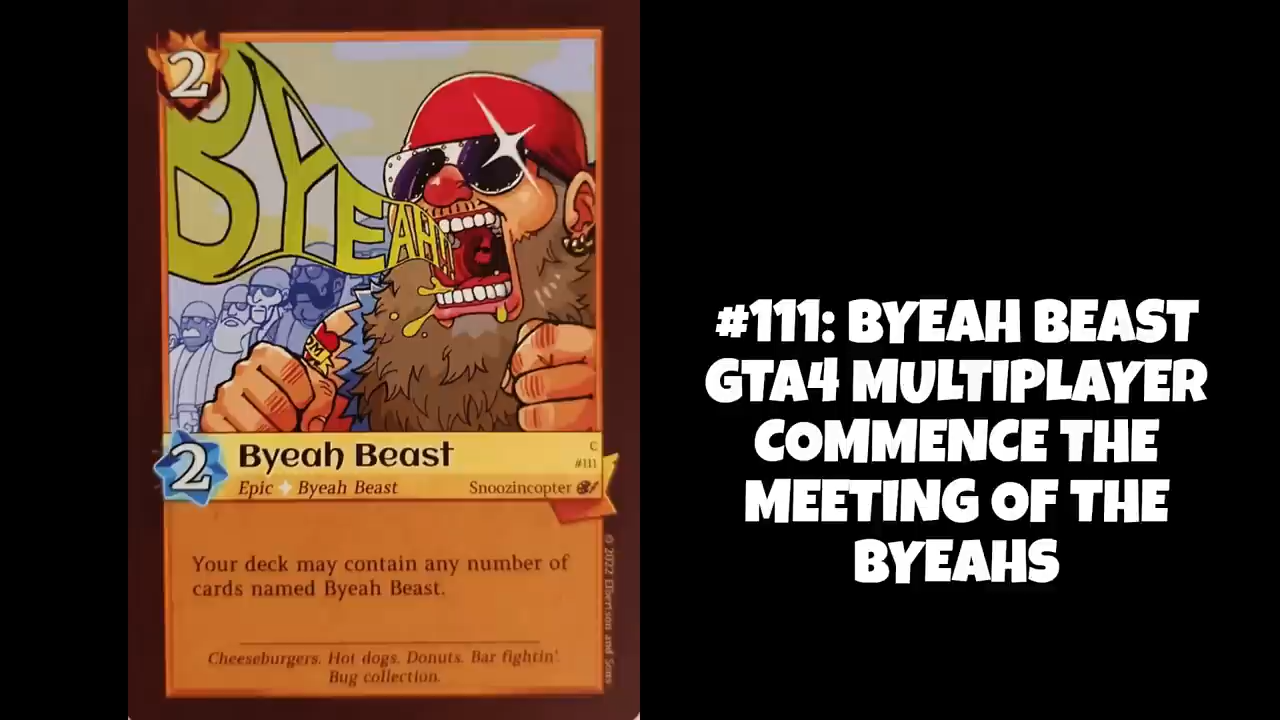 2
BYEAH!!
2
Byeah Beast
C
#111
Epic Byeah Beast
Snoozincopter
Your deck may contain any number of
cards named Byeah Beast.
Cheeseburgers. Hot dogs. Donuts. Bar fightin'.
Bug collection.
© 2022 Elbertson and Sons
#111: BYEAH BEAST
GTA4 MULTIPLAYER
COMMENCE THE
MEETING OF THE
BYEAHS